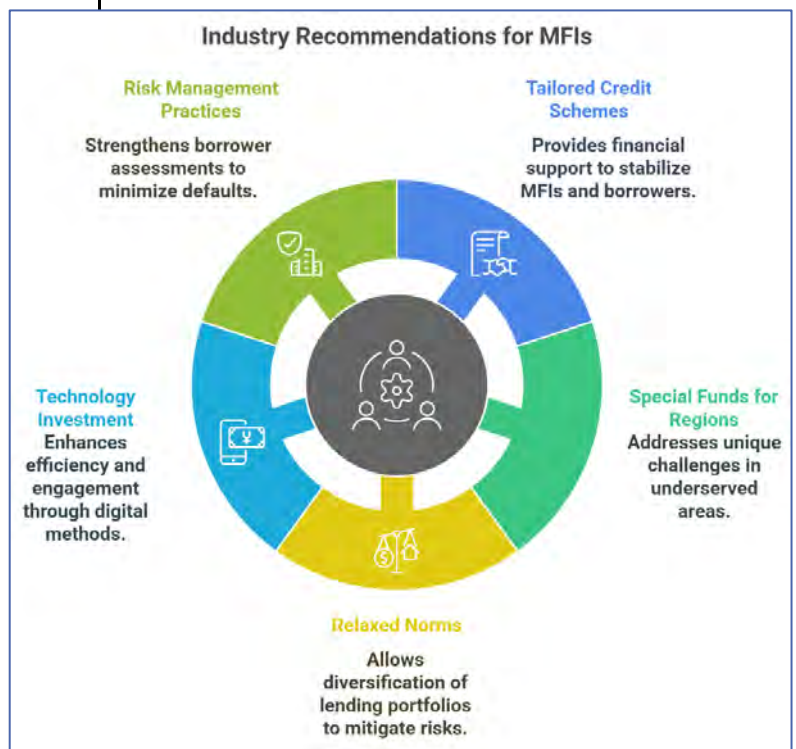 Industry Recommendations for MFIs
Risk Management
Practices
Strengthens borrower
assessments to
minimize defaults.
Tailored Credit
Schemes
Provides financial
support to stabilize
MFIs and borrowers.
Technology
Investment
Enhances
efficiency and
engagement
through digital
methods.
¥
Special Funds for
Regions
Addresses unique
challenges in
underserved
areas.
$
Relaxed Norms
Allows
diversification of
lending portfolios
to mitigate risks.